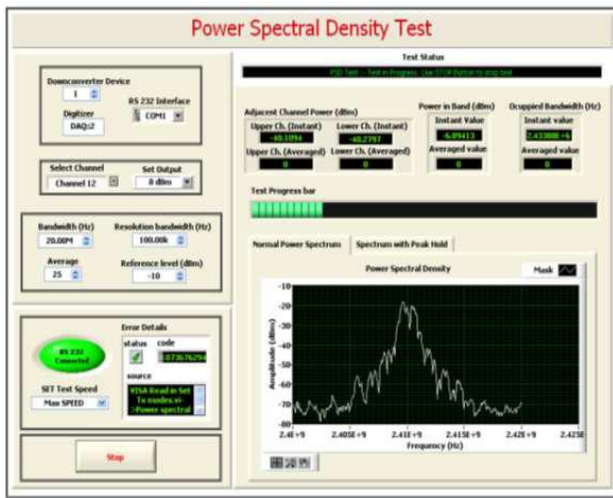 Power Spectral Density Test
Test Status
PSD Test :- Test in Progress. Use STOP Button to stop test
Downconverter Device
1
Digitizer
DAQ::2
RS 232 Interface
COM1
Select Channel
Channel 12
Set Output
0 dBm
Bandwidth (Hz)
20.00M
Resolution bandwidth (Hz)
100.00k
Average
25
Reference level (dBm)
-10
RS 232
Connected
SET Test Speed
Max SPEED
Error Details
status
code
1073676294
source
VISA Read in Set
Tx modes.vi-
>Power spectral
Stop
Adjacent Channel Power (dBm)
Upper Ch. (Instant)
-40.1094
Lower Ch. (Instant)
-40.2797
Upper Ch. (Averaged)
0
Lower Ch. (Averaged)
0
Power in Band (dBm)
Instant Value
-6.09413
Averaged value
0
Ocuppied Bandwidth (Hz)
Instant value
Averaged value
0
Test Progress bar
Normal Power Spectrum
Spectrum with Peak Hold
Power Spectral Density
Mask
Amplitude (dBm)
-10
-20
-30
-40
-50
-60
-70
-80
2.4E+9
2.405E+9
2.41E+9
2.415E+9
2.42E+9
2.425E
Frequency (Hz)